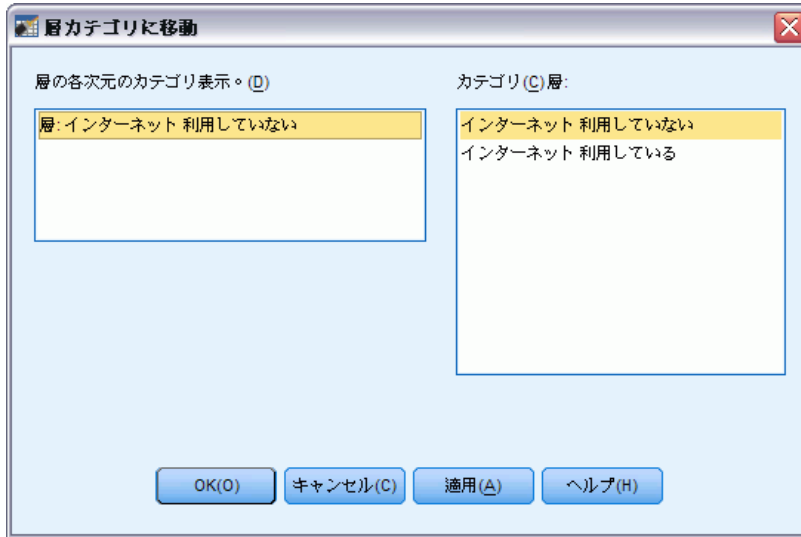 層カテゴリに移動
層の各次元のカテゴリ表示。(D)
層:インターネット 利用していない
カテゴリ(C)層:
インターネット 利用していない
インターネット 利用している
OK(O)
キャンセル(C)
適用(A)
ヘルプ(H)